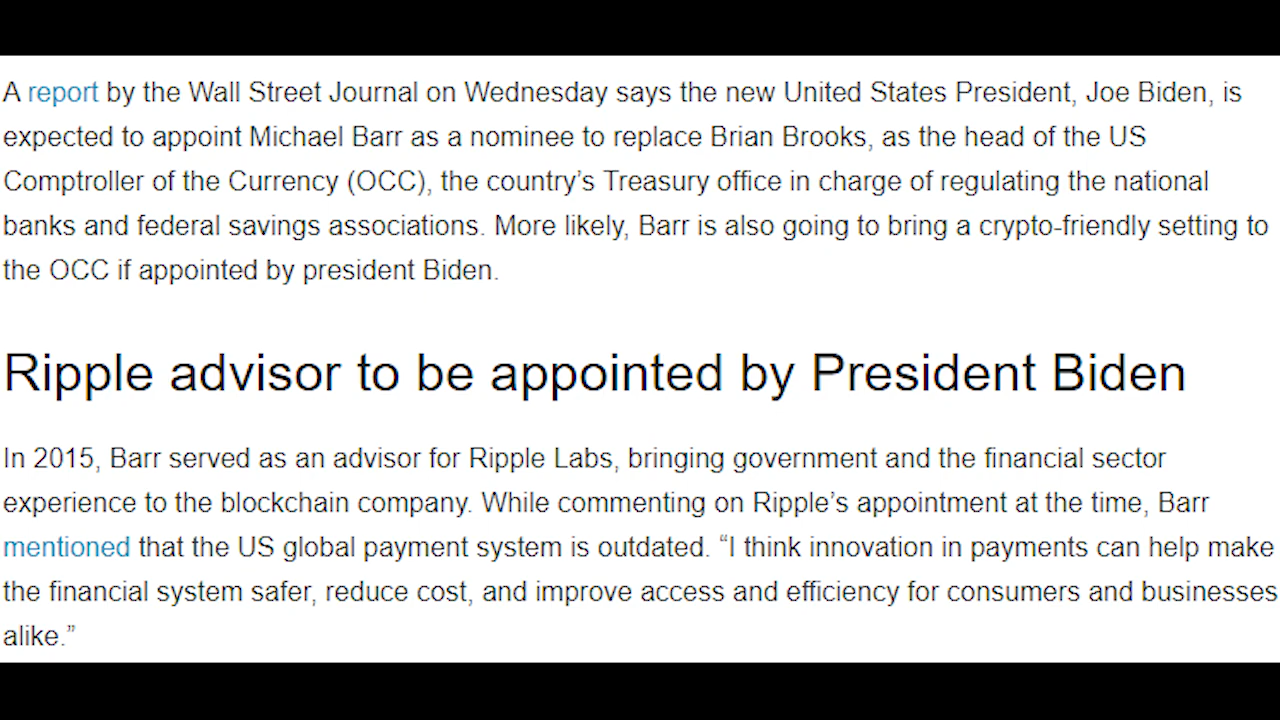 A report by the Wall Street Journal on Wednesday says the new United States President, Joe Biden, is
expected to appoint Michael Barr as a nominee to replace Brian Brooks, as the head of the US
Comptroller of the Currency (OCC), the country’s Treasury office in charge of regulating the national
banks and federal savings associations. More likely, Barr is also going to bring a crypto-friendly setting to
the OCC if appointed by president Biden.
Ripple advisor to be appointed by President Biden
In 2015, Barr served as an advisor for Ripple Labs, bringing government and the financial sector
experience to the blockchain company. While commenting on Ripple’s appointment at the time, Barr
mentioned that the US global payment system is outdated. “I think innovation in payments can help make
the financial system safer, reduce cost, and improve access and efficiency for consumers and businesses
alike.”